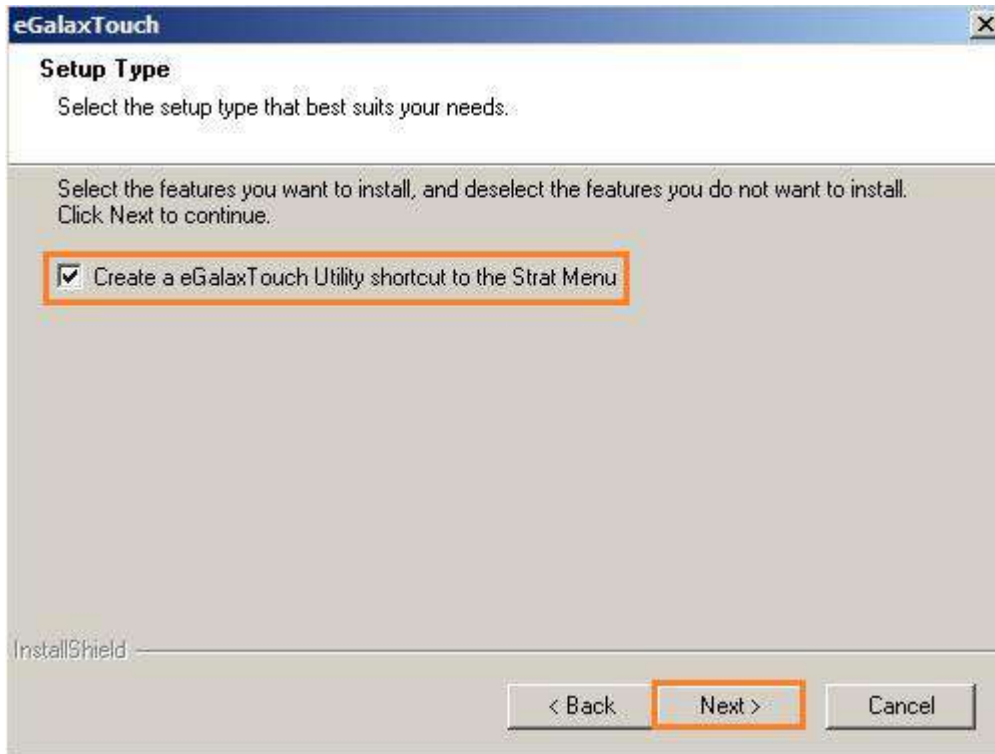 eGalaxTouch
Setup Type
Select the setup type that best suits your needs.
Select the features you want to install, and deselect the features you do not want to install.
Click Next to continue.
Create a eGalaxTouch Utility shortcut to the Strat Menu
InstallShield
< Back Next > Cancel